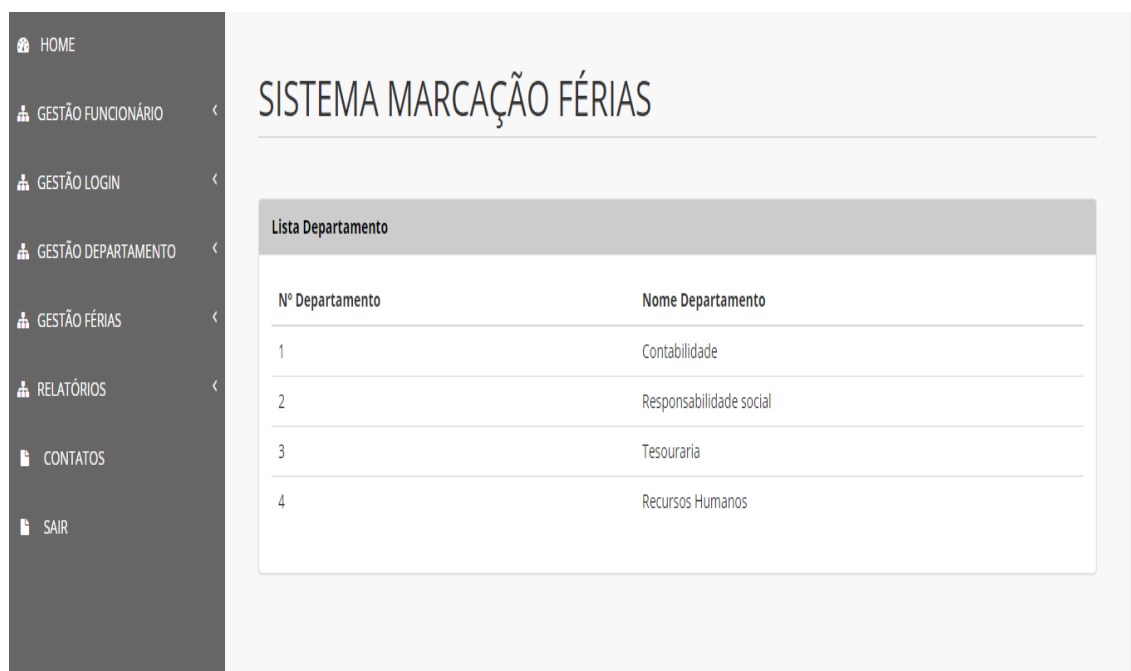 HOME
GESTÃO FUNCIONÁRIO
GESTÃO LOGIN
GESTÃO DEPARTAMENTO
GESTÃO FÉRIAS
RELATÓRIOS
CONTATOS
SAIR
SISTEMA MARCAÇÃO FÉRIAS
Lista Departamento
Nº Departamento Nome Departamento
1 Contabilidade
2 Responsabilidade social
3 Tesouraria
4 Recursos Humanos